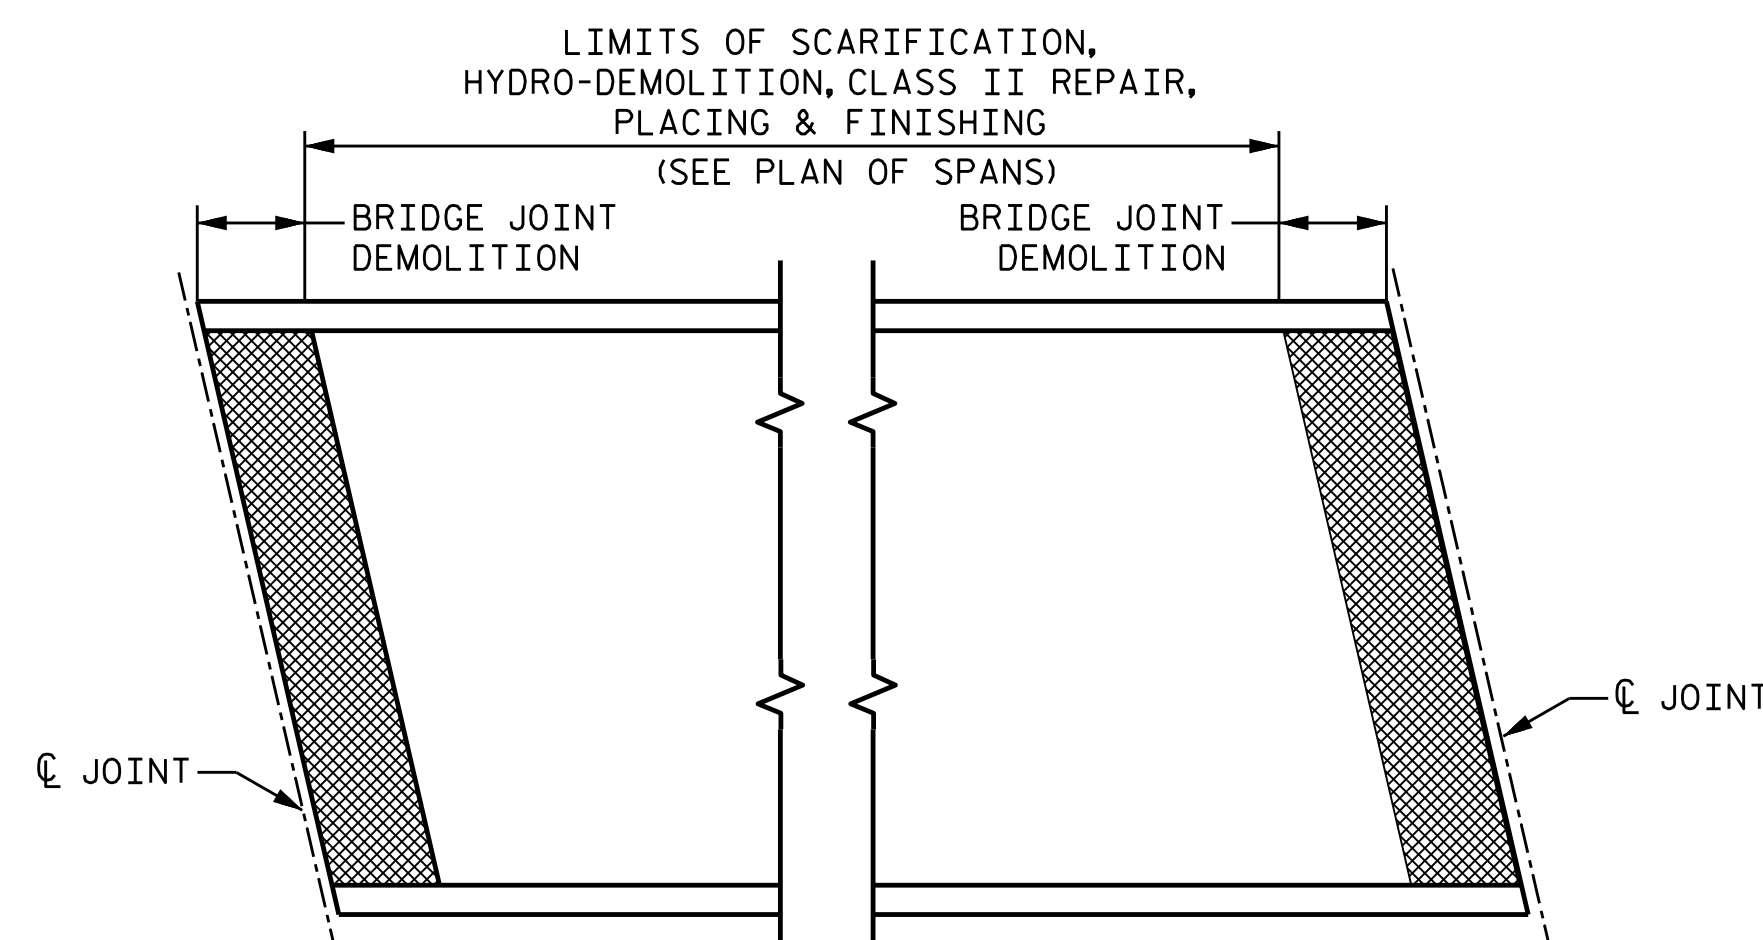 LIMITS OF SCARIFICATION,
HYDRO-DEMOLITION, CLASS II REPAIR,
PLACING & FINISHING
(SEE PLAN OF SPANS)
BRIDGE JOINT
DEMOLITION
BRIDGE JOINT
DEMOLITION
℄ JOINT
℄ JOINT